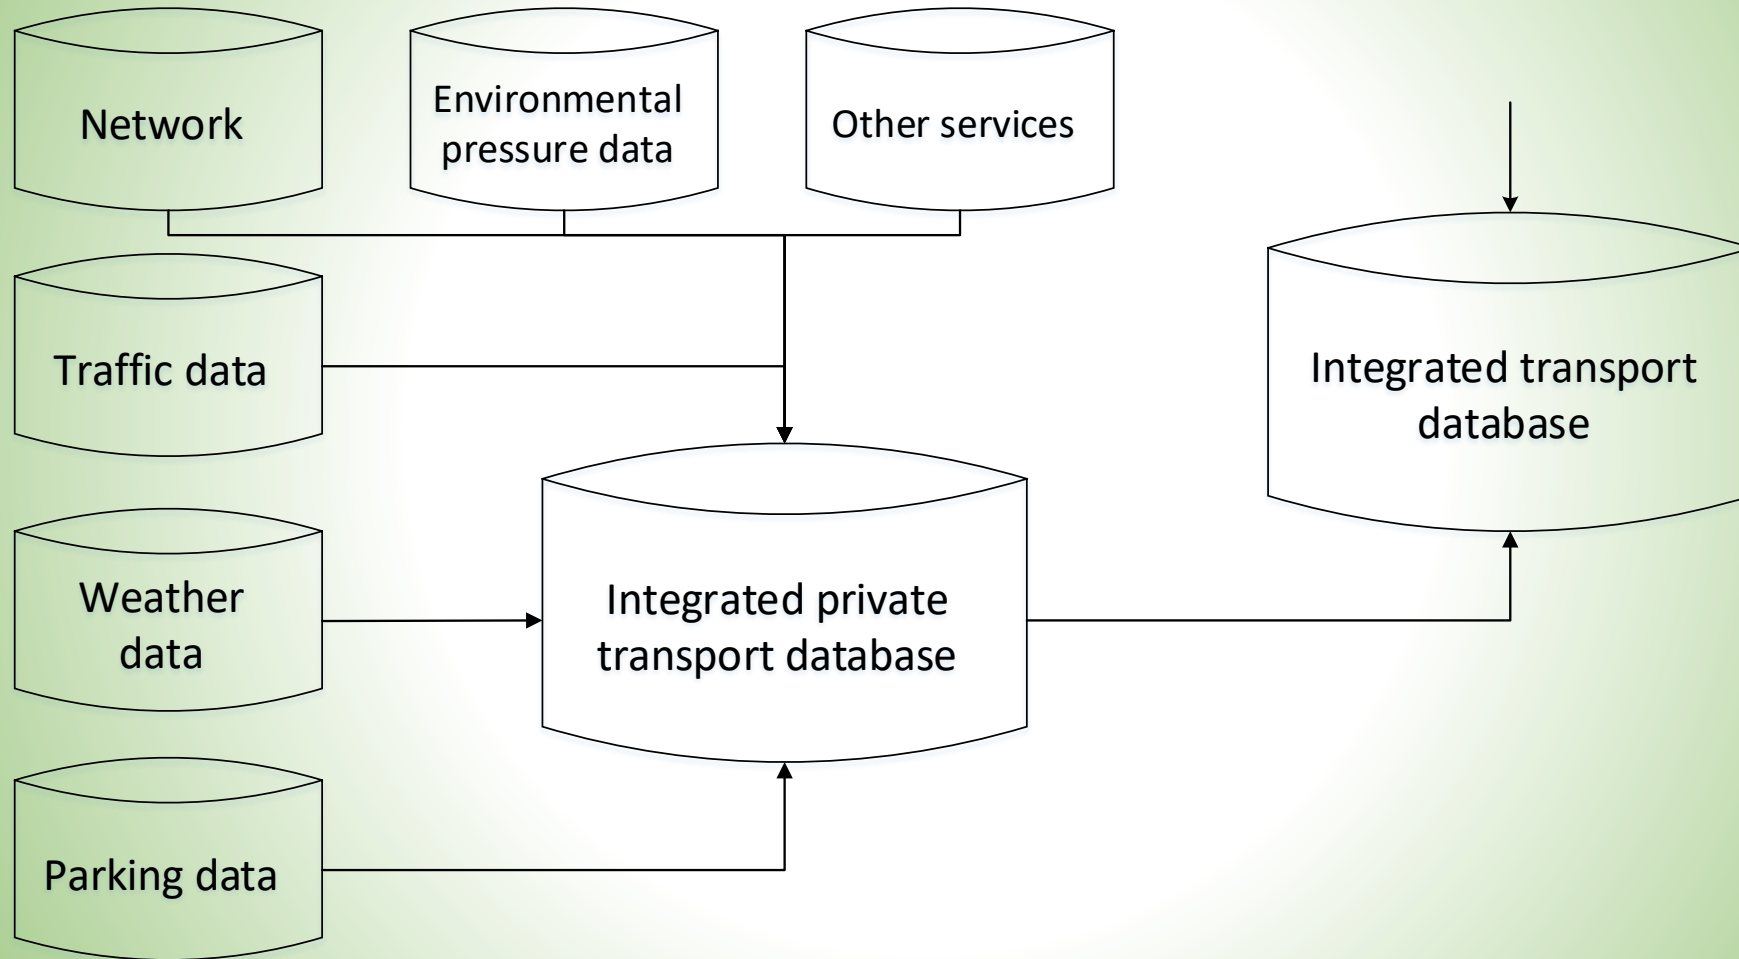 Network
Environmental
pressure data
Other services
Traffic data
Integrated transport
database
Weather
data
Integrated private
transport database
Parking data